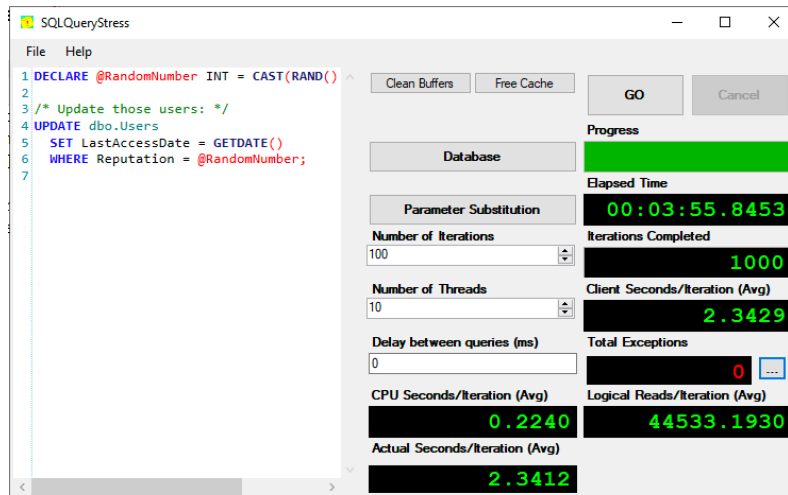 SQLQueryStress
File Help
1 DECLARE @RandomNumber INT = CAST(RAND()
2
3 /* Update those users: */
4 UPDATE dbo.Users
5 SET LastAccessDate = GETDATE()
6 WHERE Reputation = @RandomNumber;
7
Clean Buffers Free Cache
GO Cancel
Progress
Database
Elapsed Time
00:03:55.8453
Parameter Substitution
Number of Iterations
100
Iterations Completed
1000
Number of Threads
10
Client Seconds/Iteration (Avg)
2.3429
Delay between queries (ms)
0
Total Exceptions
0 ...
CPU Seconds/Iteration (Avg)
0.2240
Logical Reads/Iteration (Avg)
44533.1930
Actual Seconds/Iteration (Avg)
2.3412